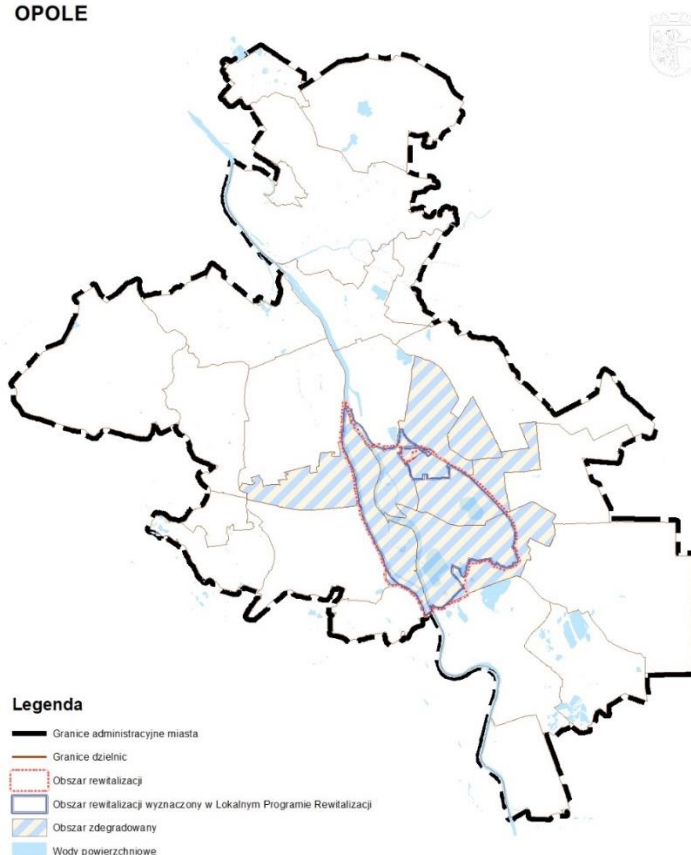 OPOLE
Legenda
Granice administracyjne miasta
Granice dzielnic
Obszar rewitalizacji
Obszar rewitalizacji wyznaczony w Lokalnym Programie Rewitalizacji
Obszar zdegradowany
Wody powierzchniowe